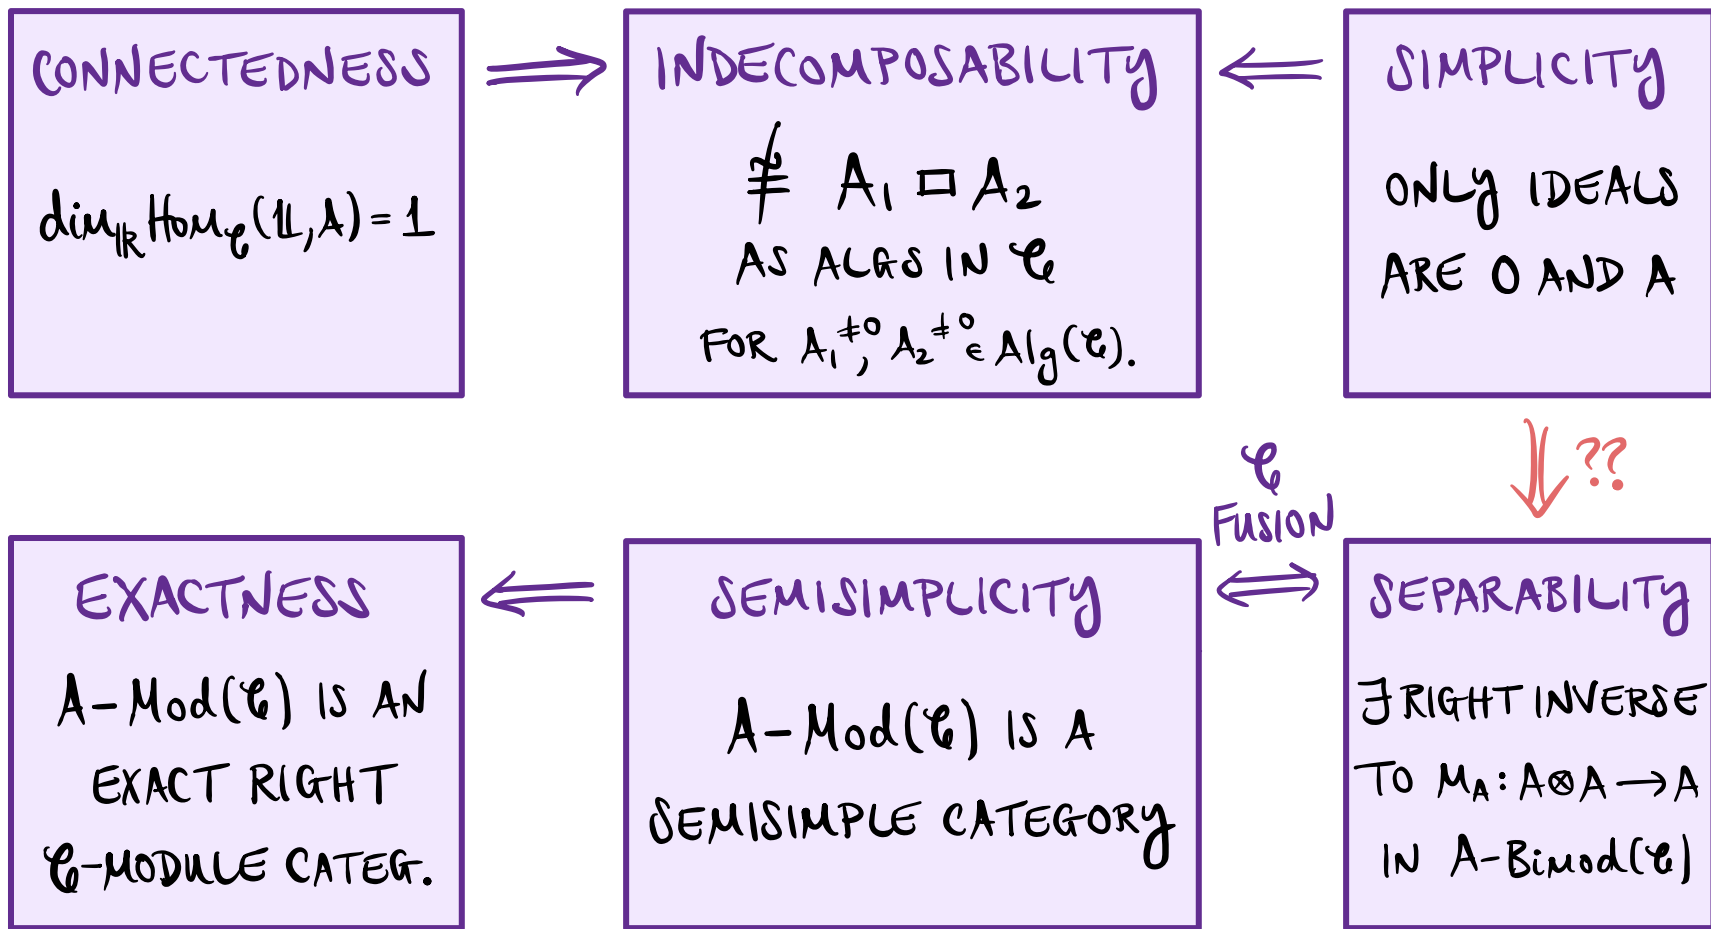 CONNECTEDNESS
dim_𝕜 Hom_𝒞(𝟙, A) = 1
⟹
INDECOMPOSABILITY
≇ A₁ □ A₂
AS ALGS IN 𝒞
FOR A₁^{≠0}, A₂^{≠0} ∈ Alg(𝒞).
⟸
SIMPLICITY
ONLY IDEALS
ARE 0 AND A
⇓ ??
EXACTNESS
A-Mod(𝒞) IS AN
EXACT RIGHT
𝒞-MODULE CATEG.
⟸
SEMISIMPLICITY
A-Mod(𝒞) IS A
SEMISIMPLE CATEGORY
𝒞
FUSION
⟺
SEPARABILITY
∃ RIGHT INVERSE
TO m_A : A⊗A → A
IN A-Bimod(𝒞)